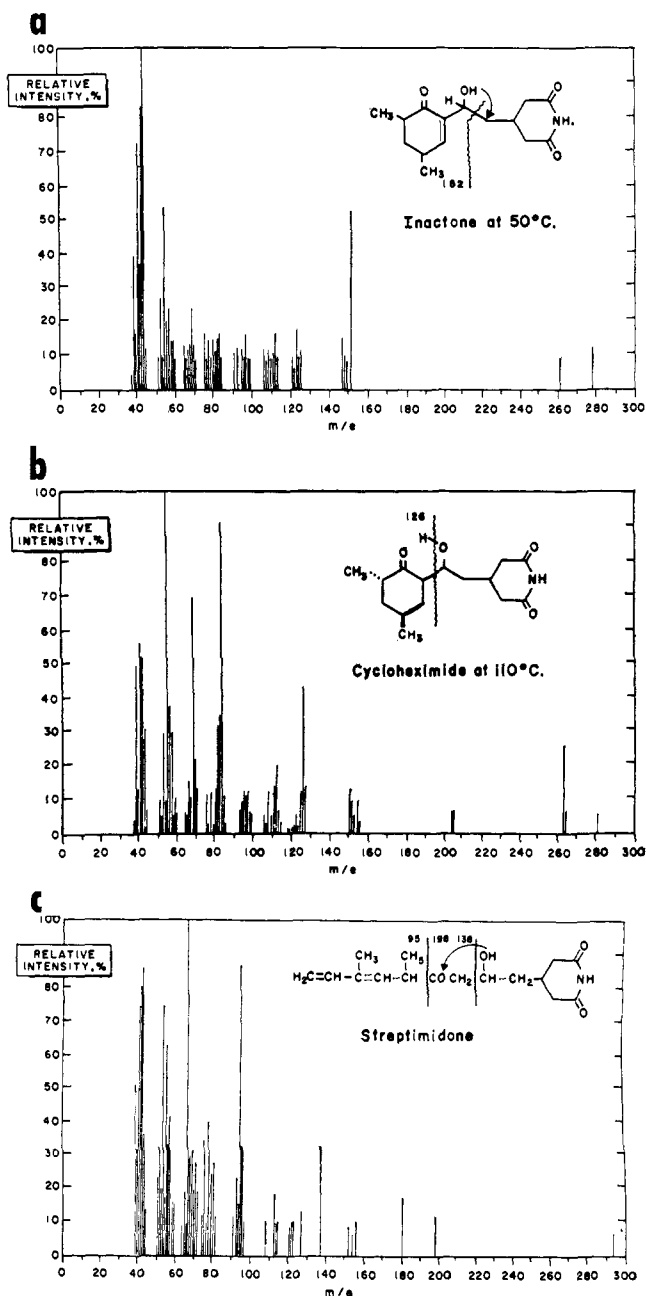 a
100
RELATIVE
INTENSITY,%
80
70
60
50
40
30
20
10
0
0 20 40 60 80 100 120 140 160 180 200 220 240 260 280 300
m/e
O
OH
H
CH₃
CH₃
182
O
NH.
O
Inactone at 50°C.
b
100
RELATIVE
INTENSITY,%
80
70
60
50
40
30
20
10
0
0 20 40 60 80 100 120 140 160 180 200 220 240 260 280 300
m/e
126
H
O
O
CH₃
CH₃
O
NH
O
Cycloheximide at 110°C.
c
100
RELATIVE
INTENSITY,%
80
70
60
50
40
30
20
10
0
0 20 40 60 80 100 120 140 160 180 200 220 240 260 280 300
m/e
95 198 138
CH₃ CH₃ OH
H₂C=CH-C=CH-CH CO CH₂ CH-CH₂
O
NH
O
Streptimidone